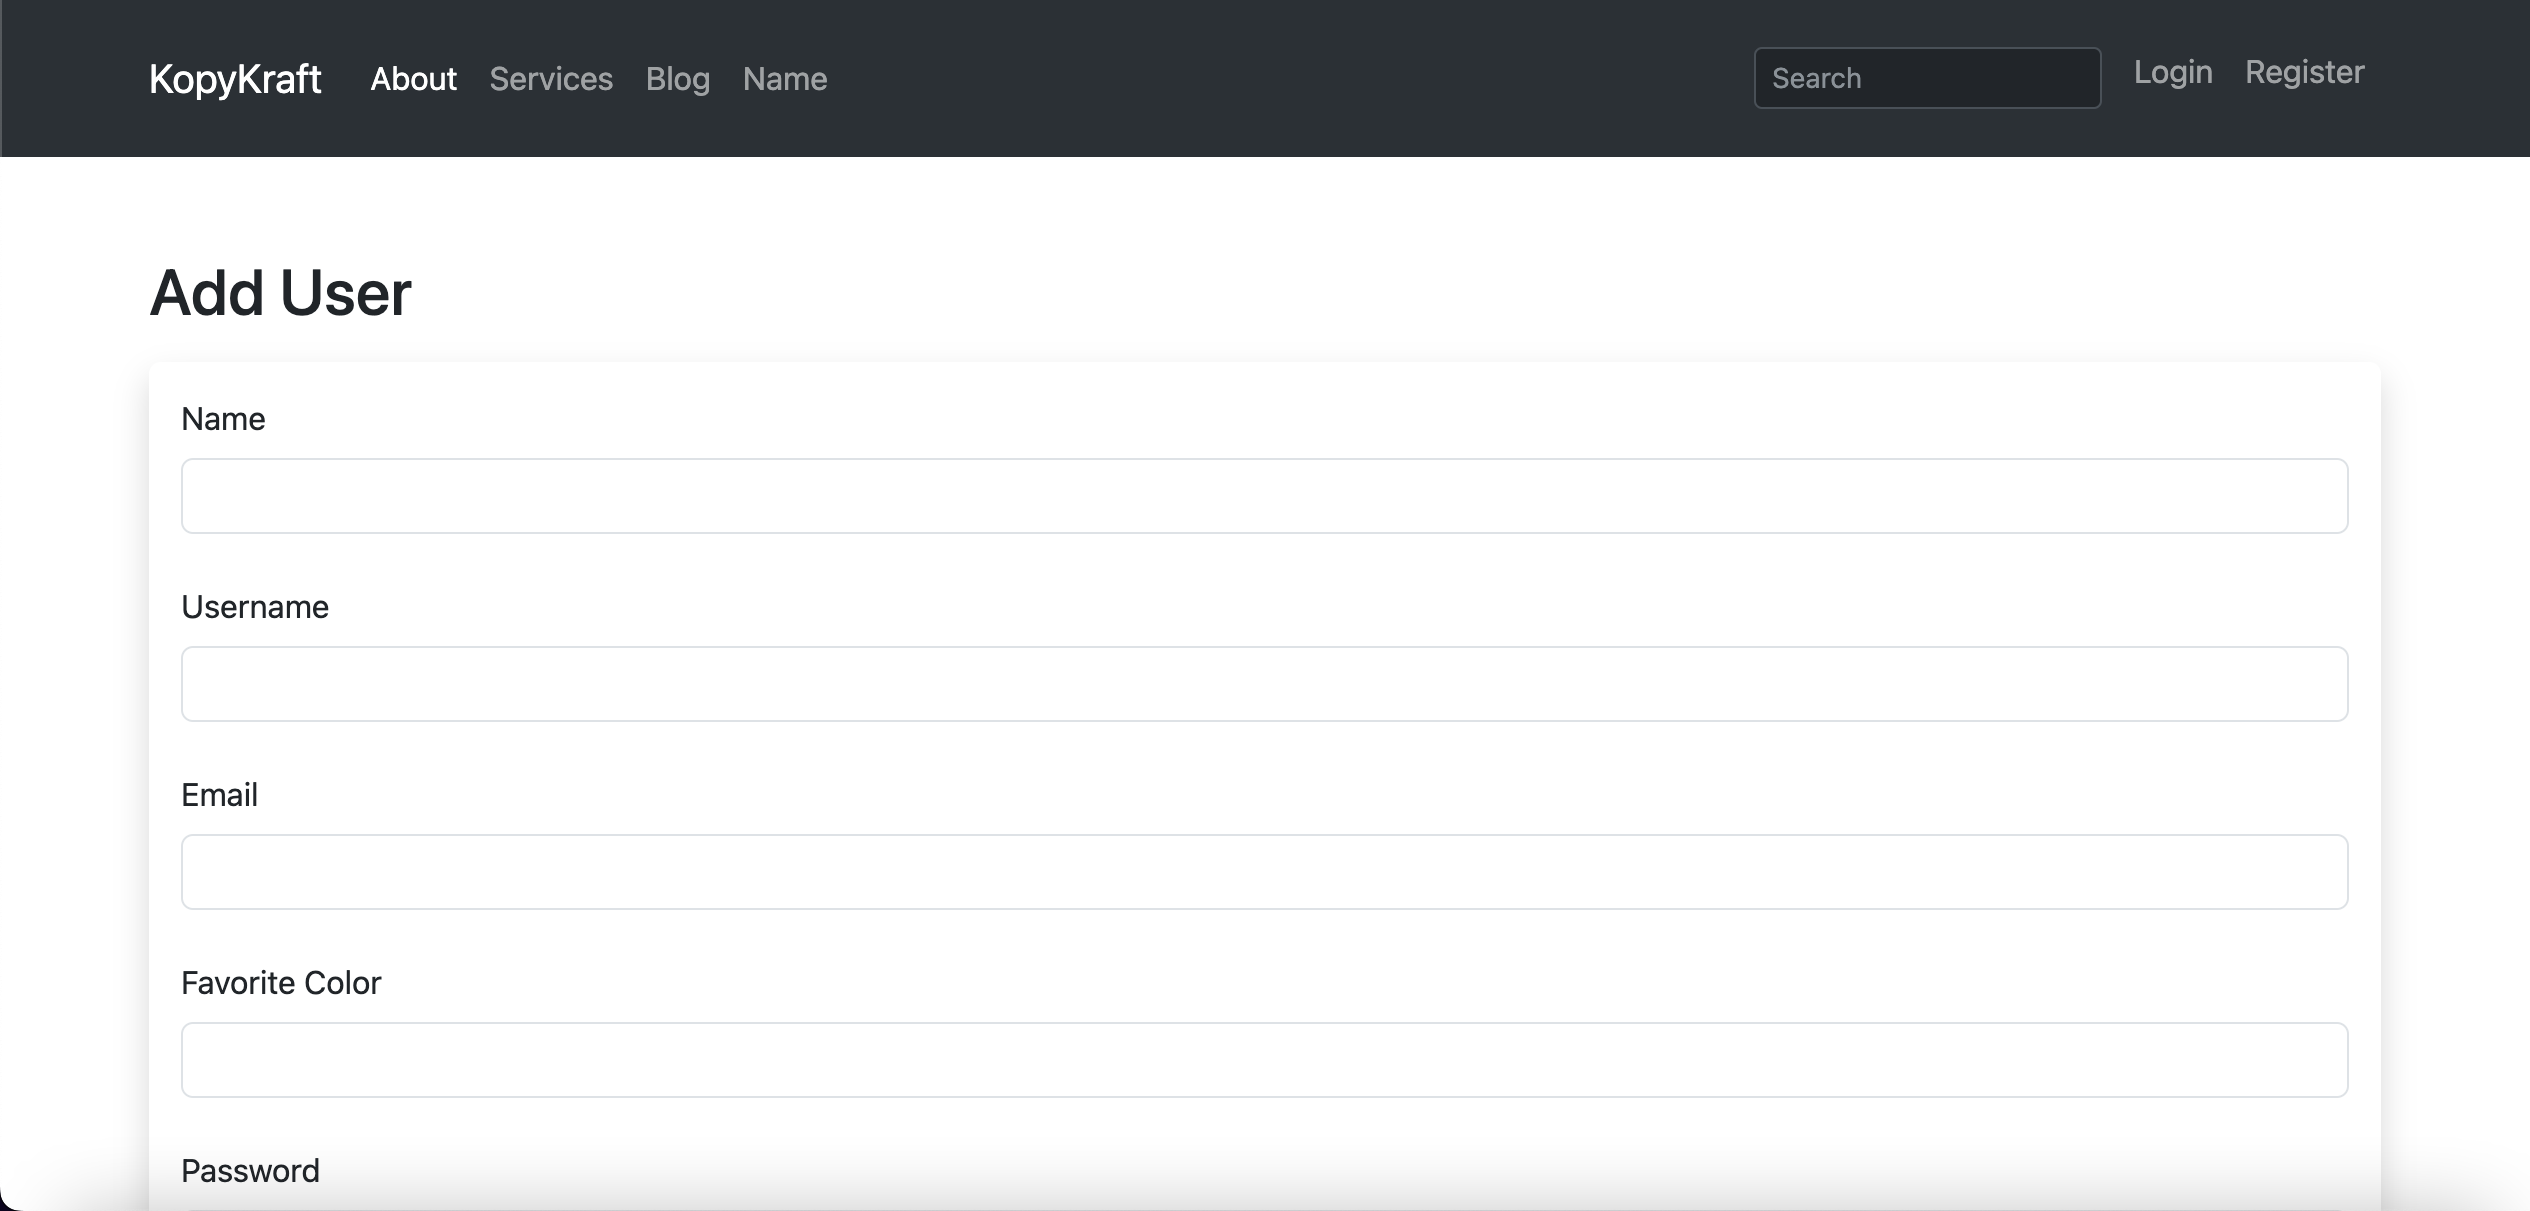 KopyKraft About Services Blog Name Search Login Register
Add User
Name
Username
Email
Favorite Color
Password